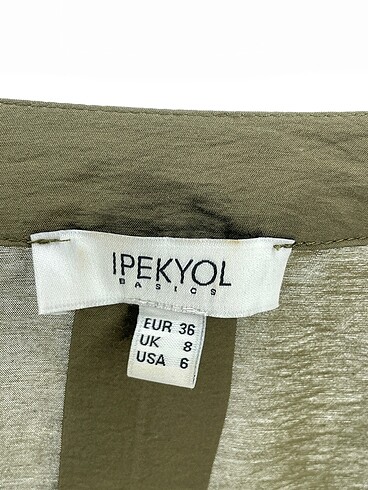 IPEKYOL
BASICS
EUR 36
UK 8
USA 6